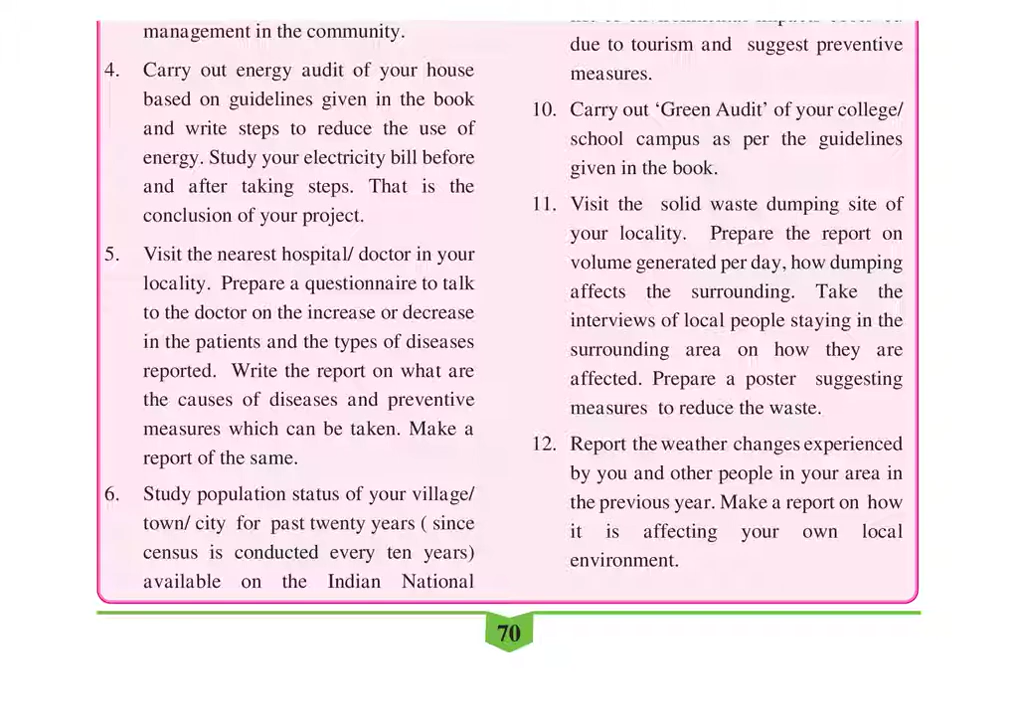 management in the community.
4. Carry out energy audit of your house
based on guidelines given in the book
and write steps to reduce the use of
energy. Study your electricity bill before
and after taking steps. That is the
conclusion of your project.
5. Visit the nearest hospital/ doctor in your
locality. Prepare a questionnaire to talk
to the doctor on the increase or decrease
in the patients and the types of diseases
reported. Write the report on what are
the causes of diseases and preventive
measures which can be taken. Make a
report of the same.
6. Study population status of your village/
town/ city for past twenty years ( since
census is conducted every ten years)
available on the Indian National
due to tourism and suggest preventive
measures.
10. Carry out ‘Green Audit’ of your college/
school campus as per the guidelines
given in the book.
11. Visit the solid waste dumping site of
your locality. Prepare the report on
volume generated per day, how dumping
affects the surrounding. Take the
interviews of local people staying in the
surrounding area on how they are
affected. Prepare a poster suggesting
measures to reduce the waste.
12. Report the weather changes experienced
by you and other people in your area in
the previous year. Make a report on how
it is affecting your own local
environment.
70